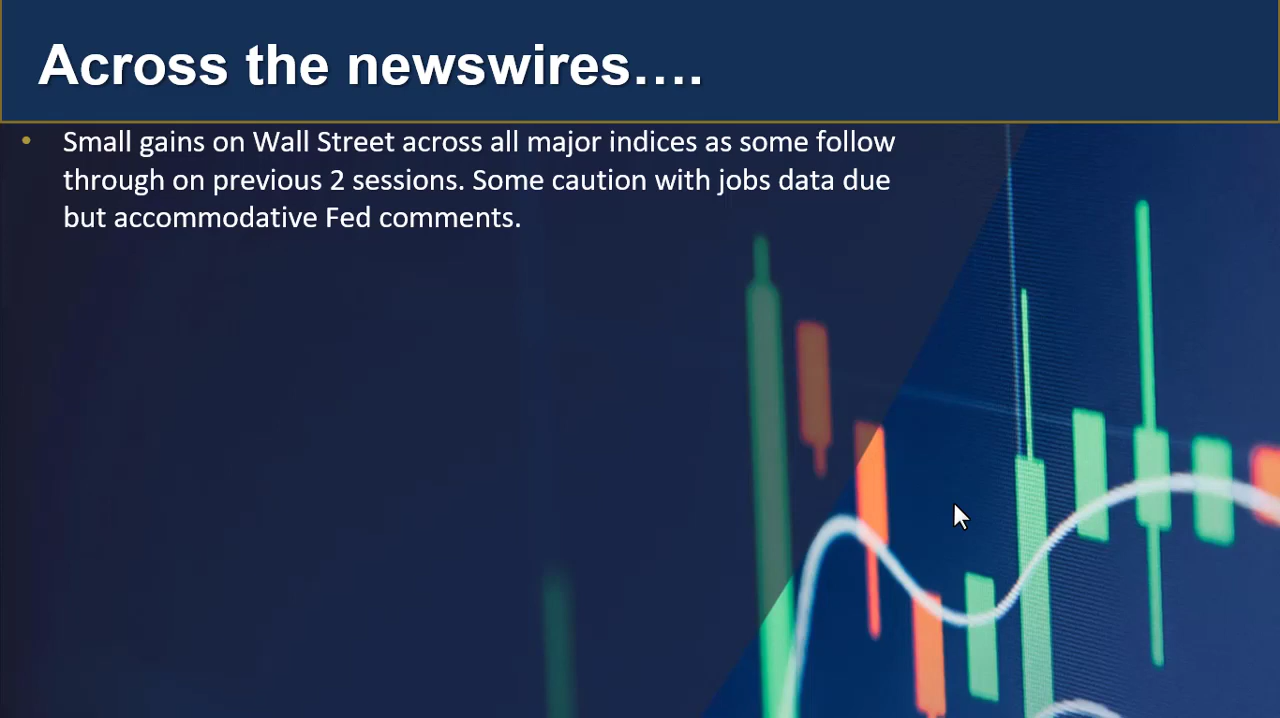 Across the newswires….
• Small gains on Wall Street across all major indices as some follow
through on previous 2 sessions. Some caution with jobs data due
but accommodative Fed comments.